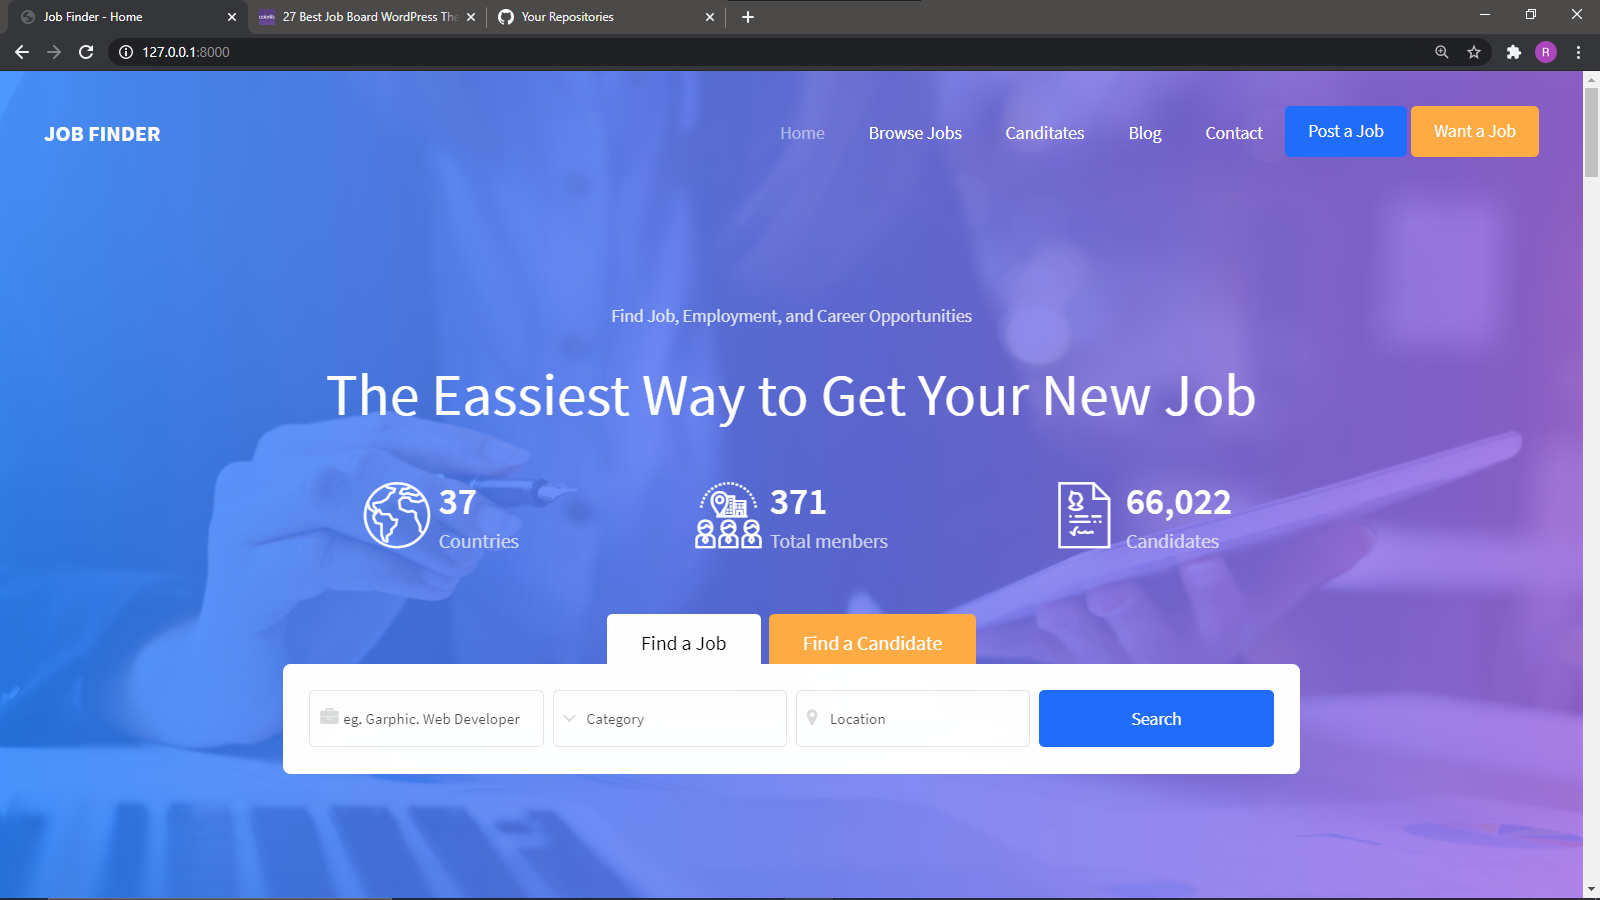 Job Finder - Home
27 Best Job Board WordPress The
Your Repositories
127.0.0.1:8000
R
JOB FINDER
Home
Browse Jobs
Canditates
Blog
Contact
Post a Job
Want a Job
Find Job, Employment, and Career Opportunities
The Eassiest Way to Get Your New Job
37
Countries
371
Total menbers
66,022
Candidates
Find a Job
Find a Candidate
eg. Garphic. Web Developer
Category
Location
Search